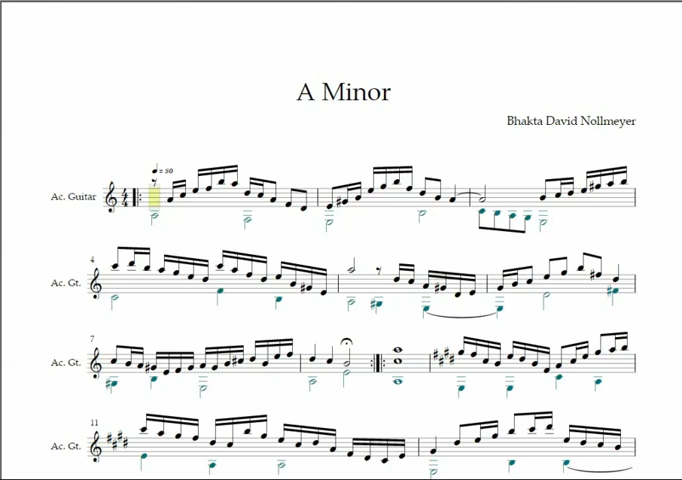 A Minor
Bhakta David Nollmeyer
= 50
Ac. Guitar
4
Ac. Gt.
7
Ac. Gt.
11
Ac. Gt.